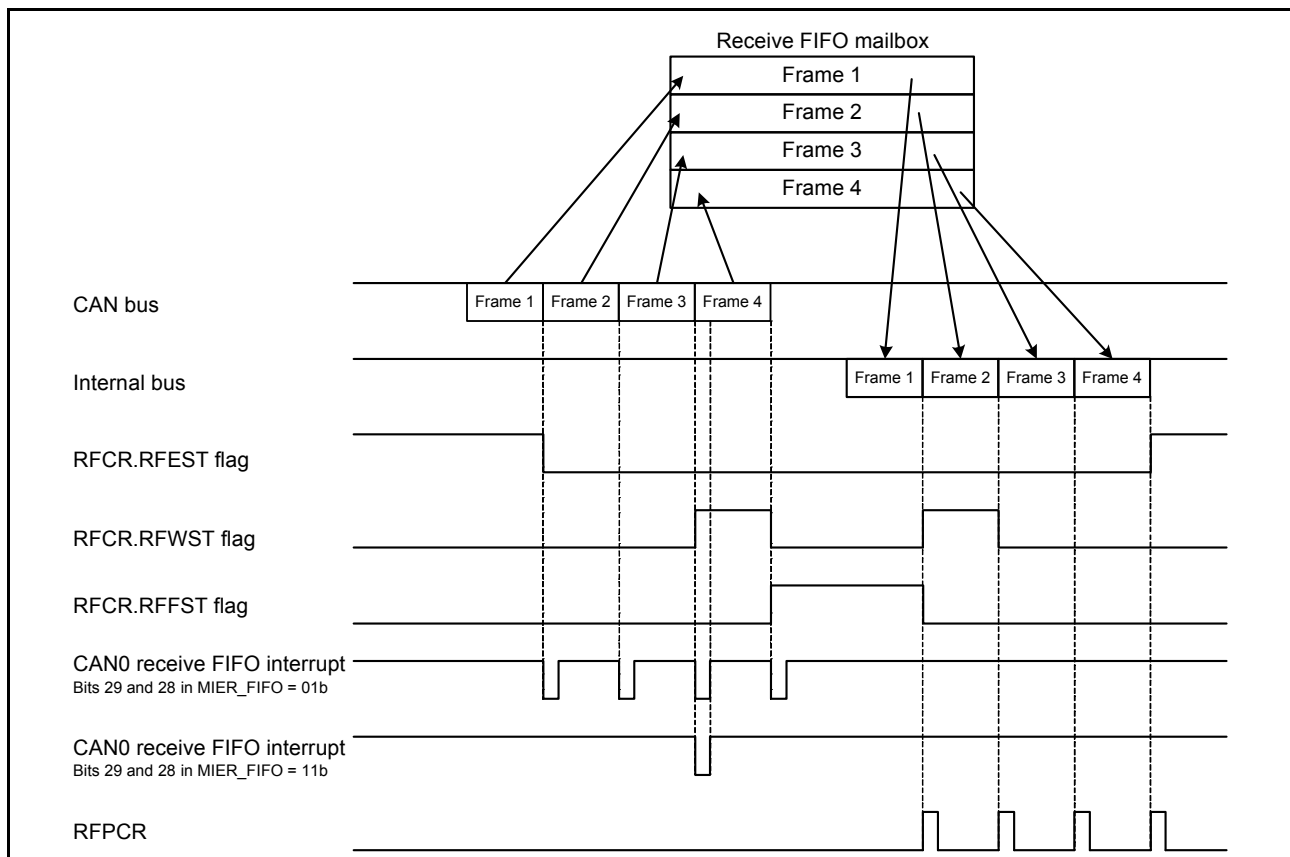 Receive FIFO mailbox
Frame 1
Frame 2
Frame 3
Frame 4
CAN bus
Frame 1 Frame 2 Frame 3 Frame 4
Internal bus
Frame 1 Frame 2 Frame 3 Frame 4
RFCR.RFEST flag
RFCR.RFWST flag
RFCR.RFFST flag
CAN0 receive FIFO interrupt
Bits 29 and 28 in MIER_FIFO = 01b
CAN0 receive FIFO interrupt
Bits 29 and 28 in MIER_FIFO = 11b
RFPCR